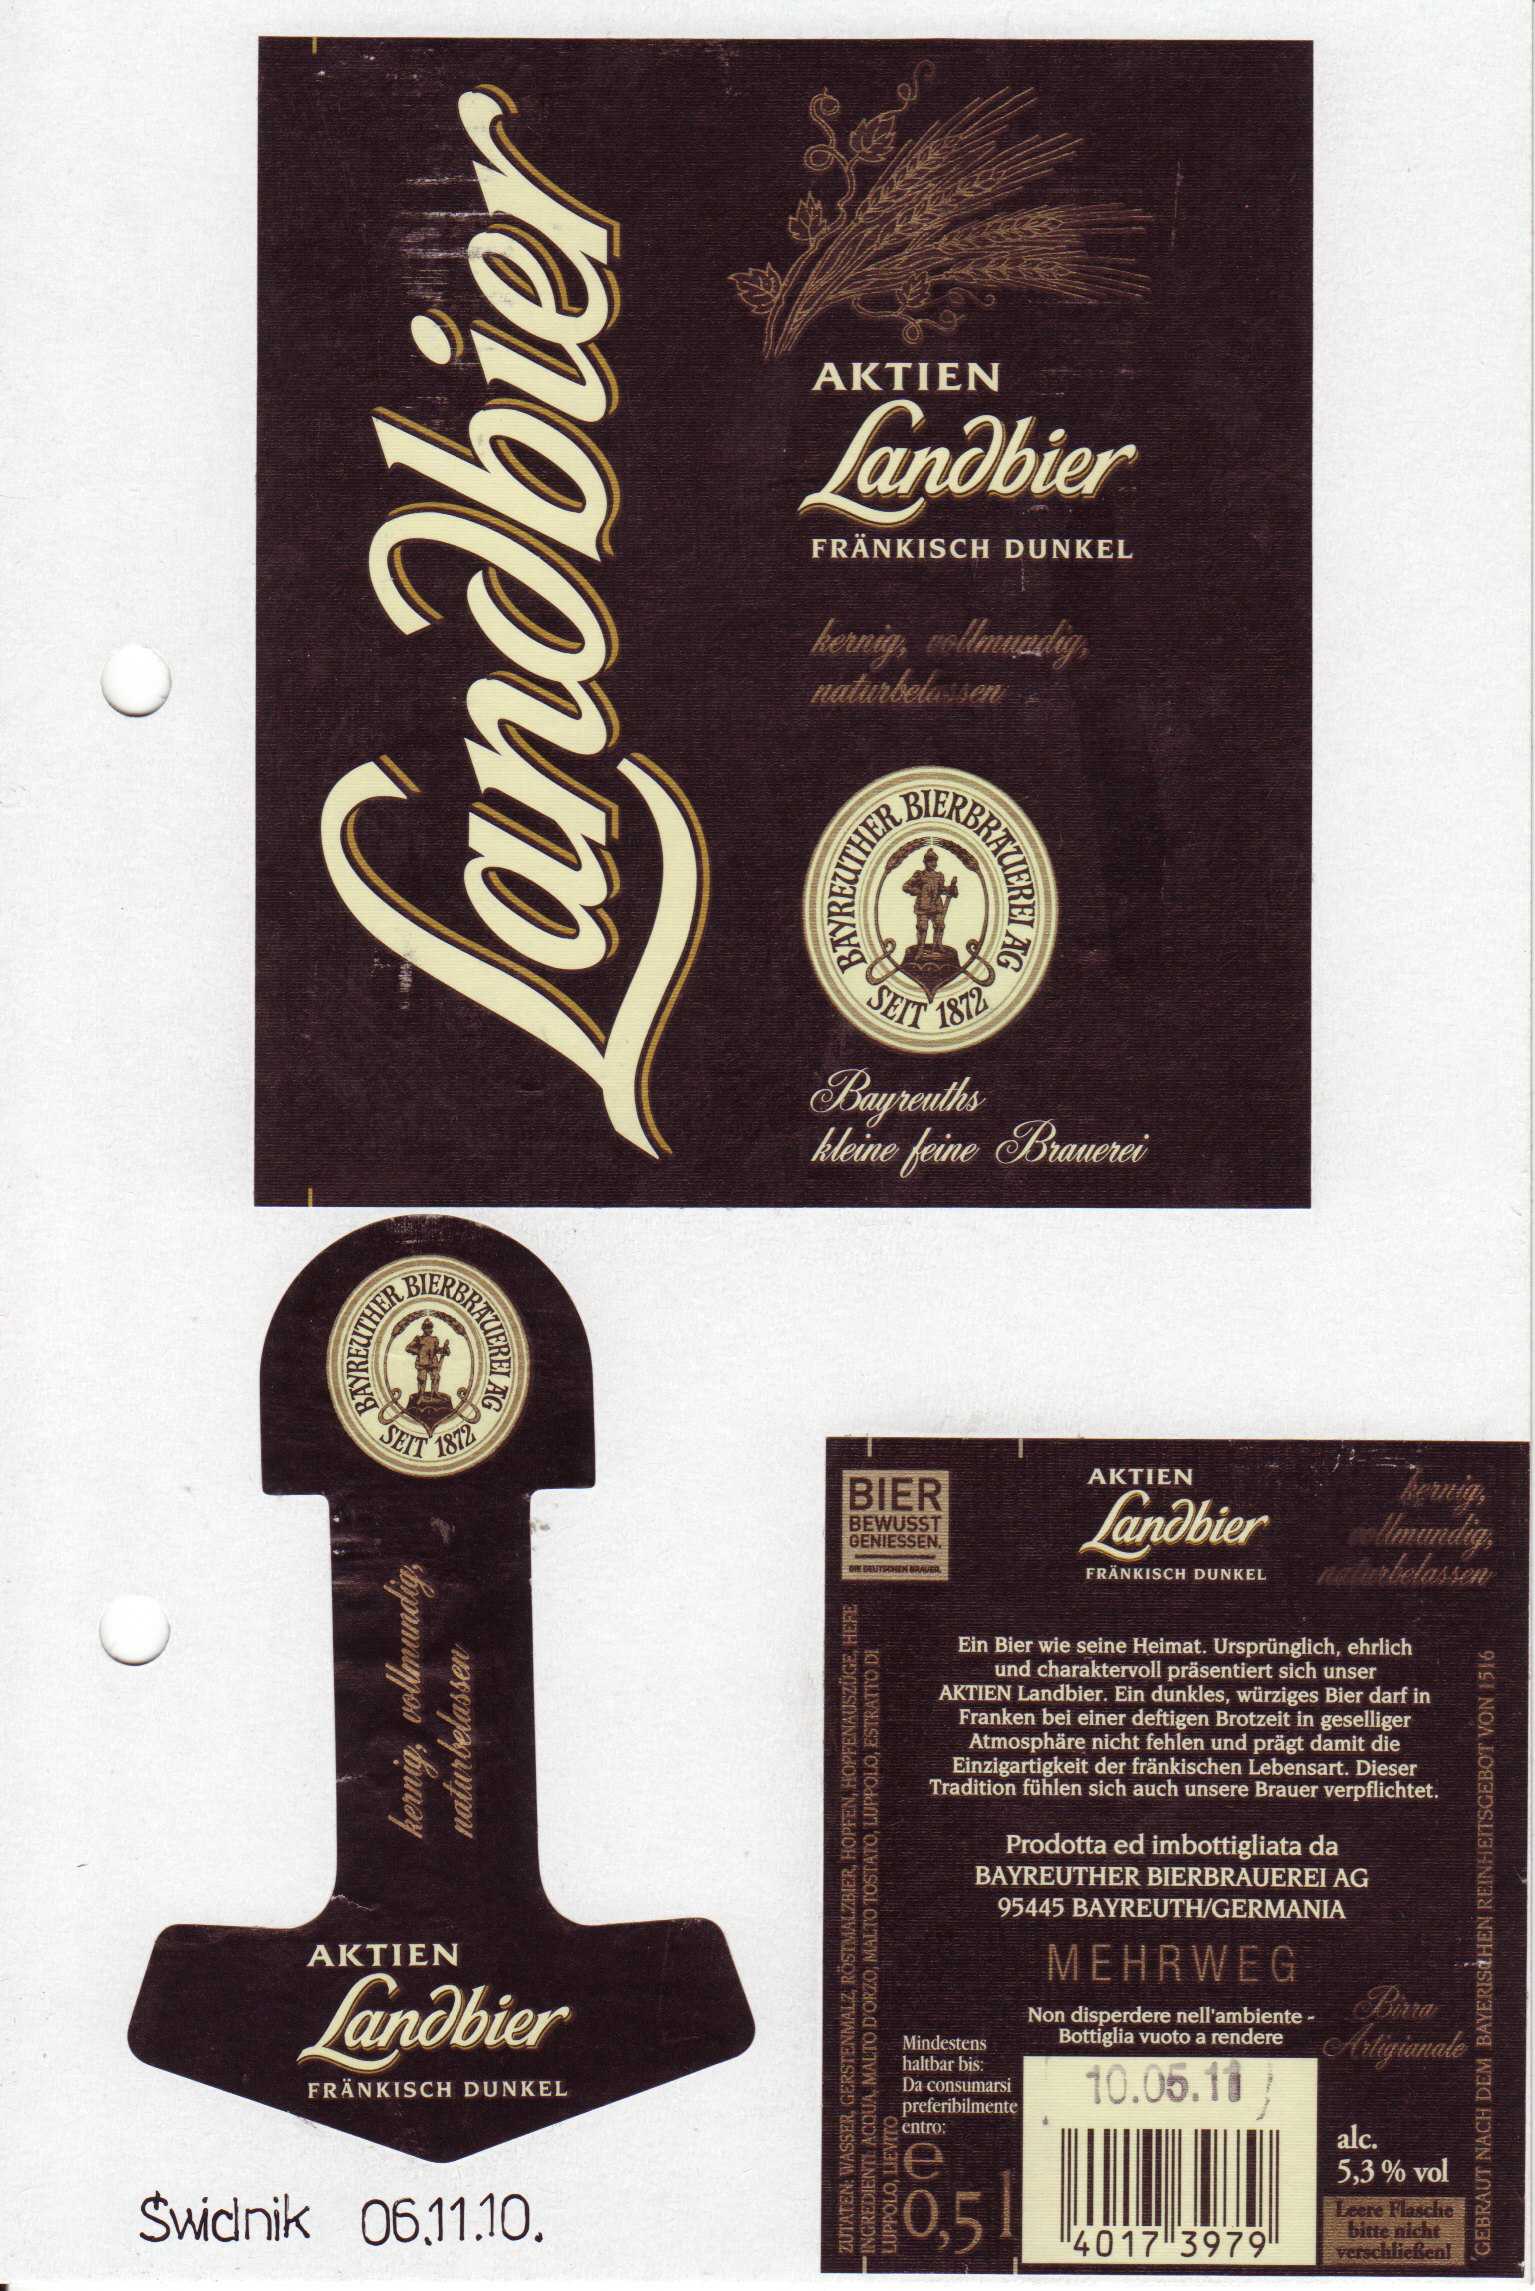 Landbier
AKTIEN
Landbier
FRÄNKISCH DUNKEL
kernig, vollmundig,
naturbelassen
BAYREUTHER BIERBRAUEREI AG
SEIT 1872
Bayreuths
kleine feine Brauerei
BAYREUTHER BIERBRAUEREI AG
SEIT 1872
kernig, vollmundig,
naturbelassen
AKTIEN
Landbier
FRÄNKISCH DUNKEL
Świdnik 06.11.10.
BIER
BEWUSST
GENIESSEN.
DIE DEUTSCHEN BRAUER.
AKTIEN
Landbier
FRÄNKISCH DUNKEL
kernig,
vollmundig,
naturbelassen
Ein Bier wie seine Heimat. Ursprünglich, ehrlich
und charaktervoll präsentiert sich unser
AKTIEN Landbier. Ein dunkles, würziges Bier darf in
Franken bei einer deftigen Brotzeit in geselliger
Atmosphäre nicht fehlen und prägt damit die
Einzigartigkeit der fränkischen Lebensart. Dieser
Tradition fühlen sich auch unsere Brauer verpflichtet.
Prodotta ed imbottigliata da
BAYREUTHER BIERBRAUEREI AG
95445 BAYREUTH/GERMANIA
MEHRWEG
Non disperdere nell'ambiente -
Bottiglia vuoto a rendere
Birra
Artigianale
Mindestens
haltbar bis:
Da consumarsi
preferibilmente
entro:
10.05.11
e
0,5 l
4017 3979
alc.
5,3 % vol
Leere Flasche
bitte nicht
verschließen!
ZUTATEN: WASSER, GERSTENMALZ, RÖSTMALZBIER, HOPFEN, HOPFENAUSZÜGE, HEFE
INGREDIENTI: ACQUA, MALTO D'ORZO, MALTO TOSTATO, LUPPOLO, ESTRATTO DI
LUPPOLO, LIEVITO
GEBRAUT NACH DEM BAYERISCHEN REINHEITSGEBOT VON 1516